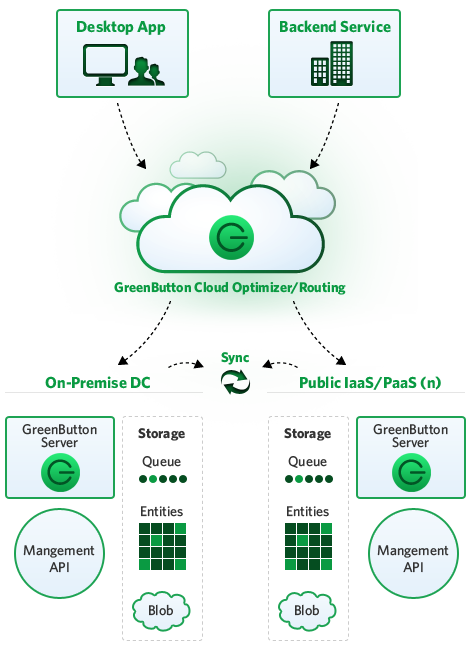 Desktop App
Backend Service
GreenButton Cloud Optimizer/Routing
Sync
On-Premise DC
Public IaaS/PaaS (n)
GreenButton
Server
Mangement
API
Storage
Queue
Entities
Blob
Storage
Queue
Entities
Blob
GreenButton
Server
Mangement
API